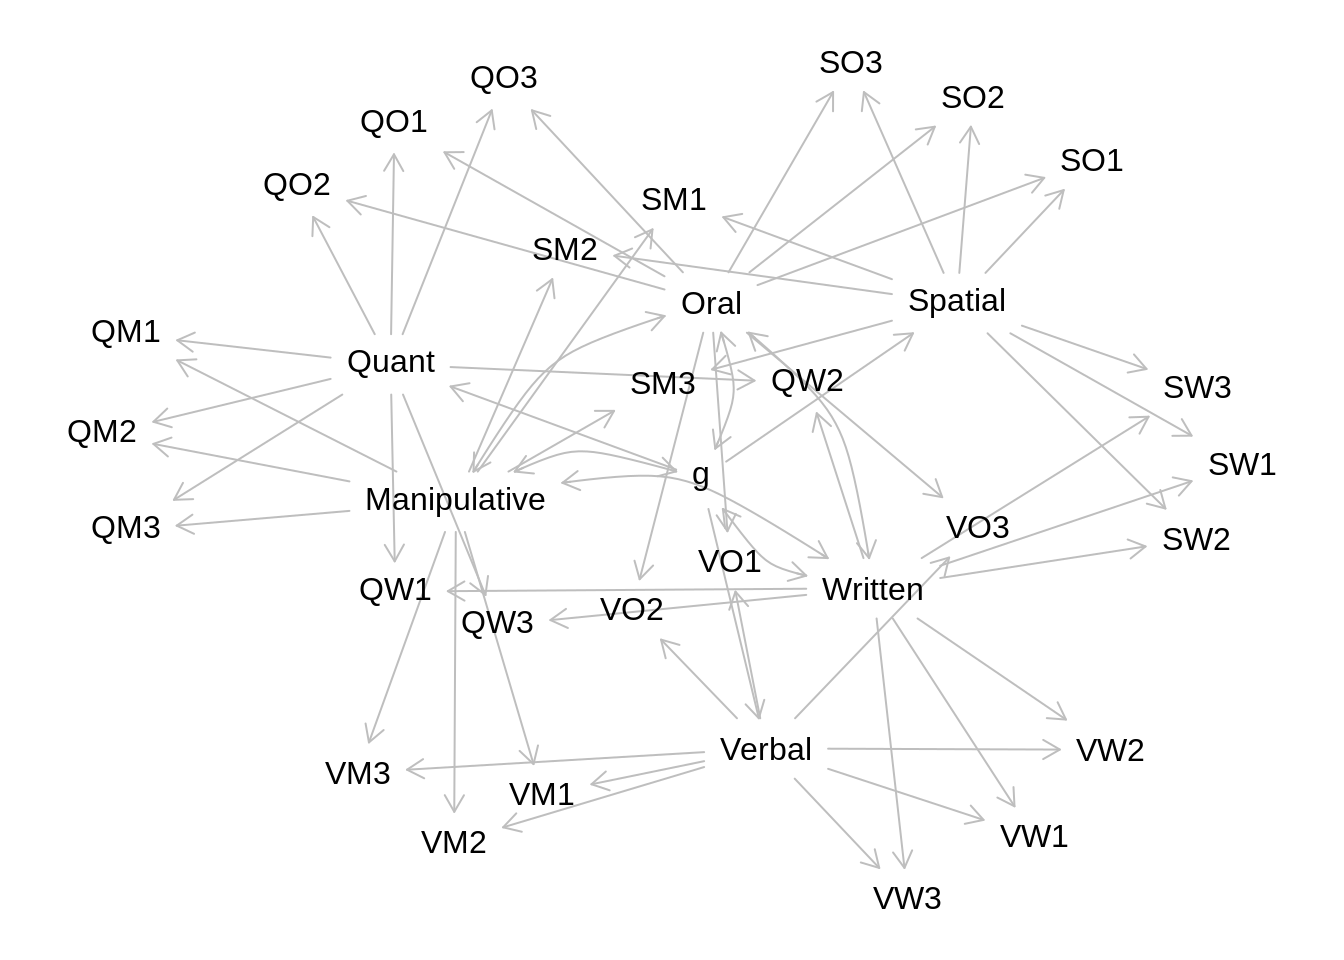 SO3
QO3
SO2
QO1
SO1
QO2
SM1
SM2
Oral
Spatial
QM1
Quant
SM3
QW2
SW3
QM2
g
SW1
Manipulative
QM3
VO3
SW2
VO1
QW1
Written
VO2
QW3
Verbal
VW2
VM3
VM1
VW1
VM2
VW3